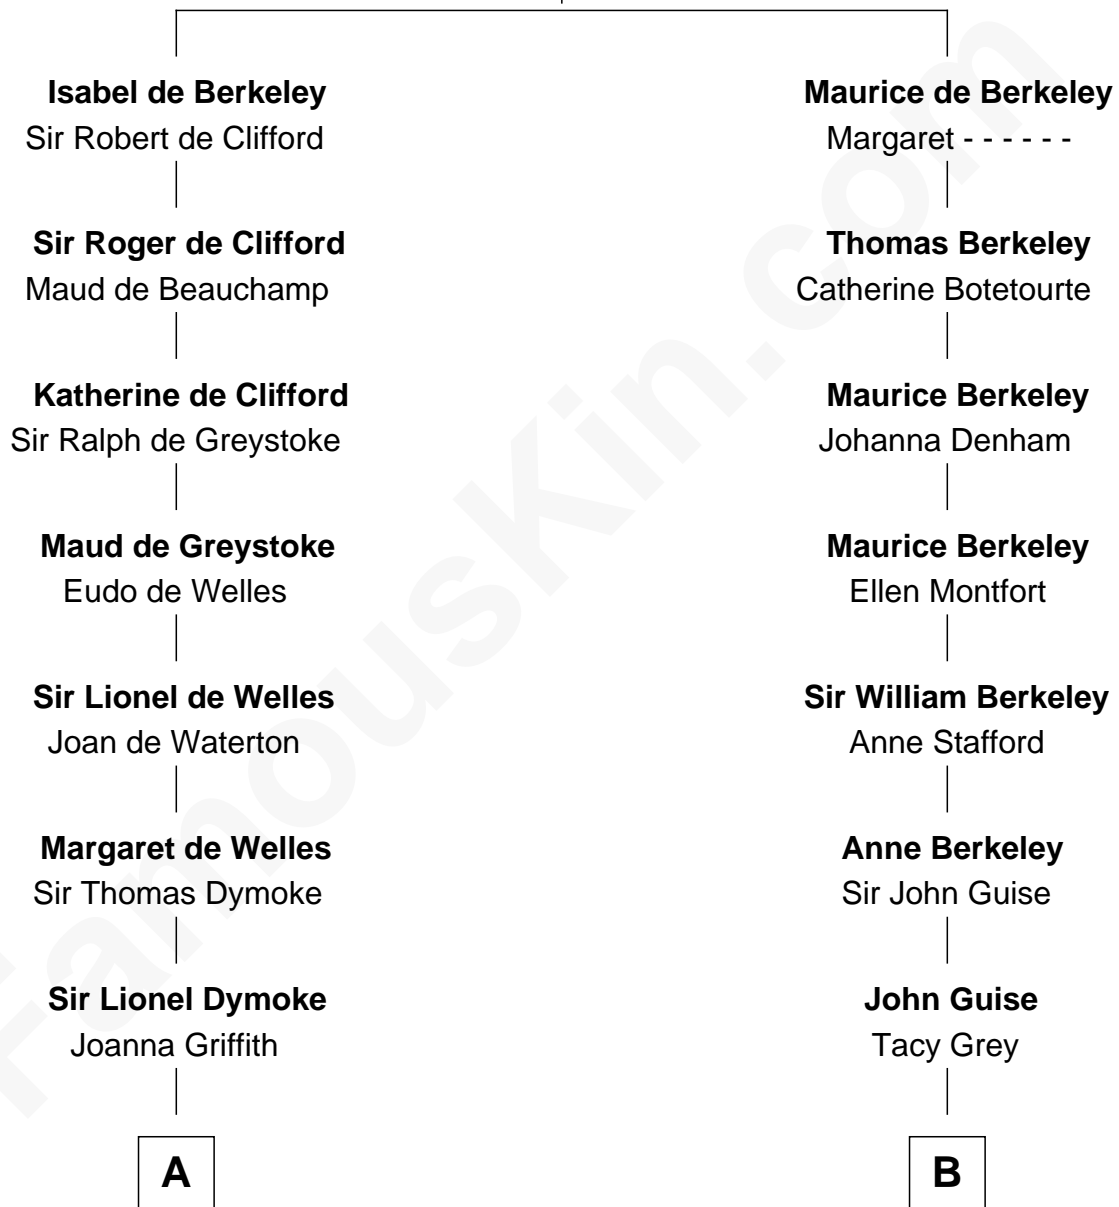 Isabel de Berkeley
Sir Robert de Clifford
Sir Roger de Clifford
Maud de Beauchamp
Katherine de Clifford
Sir Ralph de Greystoke
Maud de Greystoke
Eudo de Welles
Sir Lionel de Welles
Joan de Waterton
Margaret de Welles
Sir Thomas Dymoke
Sir Lionel Dymoke
Joanna Griffith
A
Maurice de Berkeley
Margaret - - - - - -
Thomas Berkeley
Catherine Botetourte
Maurice Berkeley
Johanna Denham
Maurice Berkeley
Ellen Montfort
Sir William Berkeley
Anne Stafford
Anne Berkeley
Sir John Guise
John Guise
Tacy Grey
B
FamousKin.com